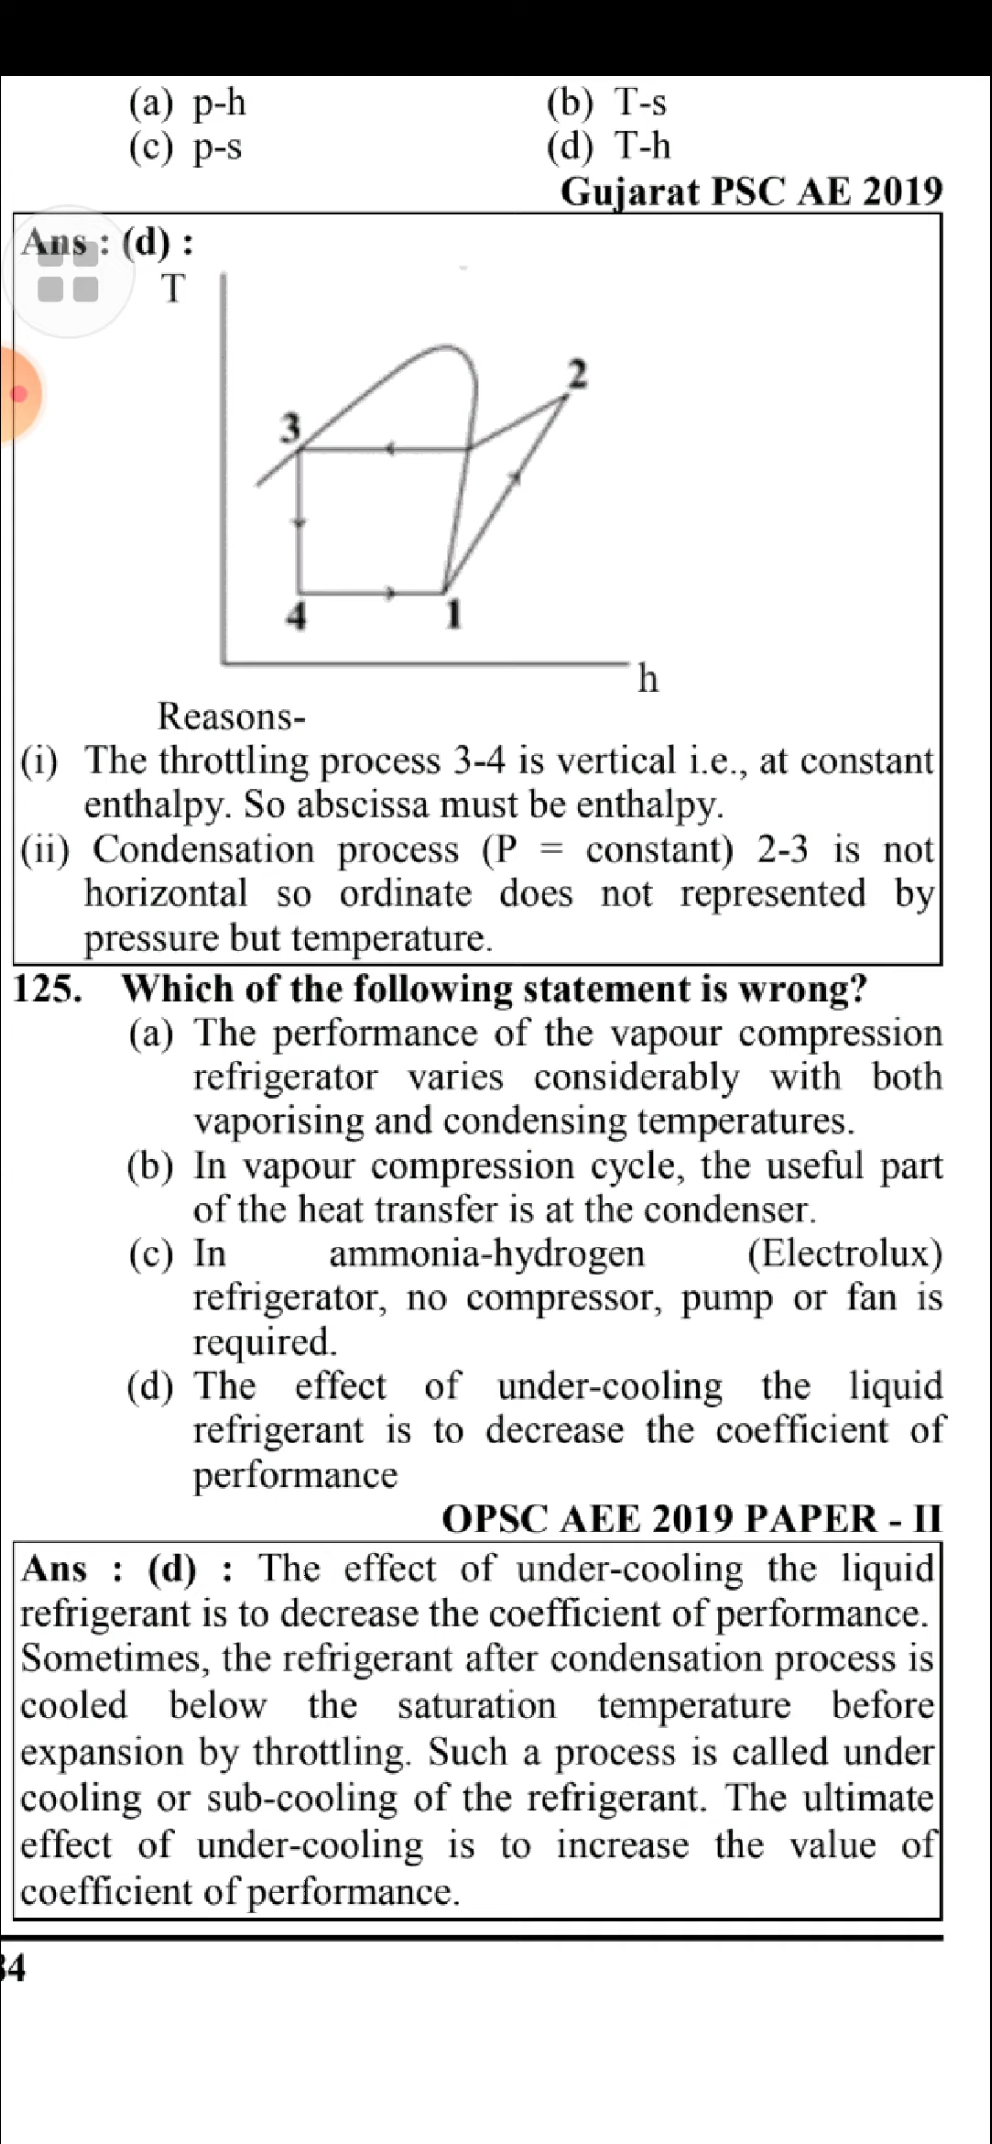 (a) p-h (b) T-s
(c) p-s (d) T-h
Gujarat PSC AE 2019
Ans : (d) :
T
2
3
4
1
h
Reasons-
(i) The throttling process 3-4 is vertical i.e., at constant
enthalpy. So abscissa must be enthalpy.
(ii) Condensation process (P = constant) 2-3 is not
horizontal so ordinate does not represented by
pressure but temperature.
125. Which of the following statement is wrong?
(a) The performance of the vapour compression
refrigerator varies considerably with both
vaporising and condensing temperatures.
(b) In vapour compression cycle, the useful part
of the heat transfer is at the condenser.
(c) In ammonia-hydrogen (Electrolux)
refrigerator, no compressor, pump or fan is
required.
(d) The effect of under-cooling the liquid
refrigerant is to decrease the coefficient of
performance
OPSC AEE 2019 PAPER - II
Ans : (d) : The effect of under-cooling the liquid
refrigerant is to decrease the coefficient of performance.
Sometimes, the refrigerant after condensation process is
cooled below the saturation temperature before
expansion by throttling. Such a process is called under
cooling or sub-cooling of the refrigerant. The ultimate
effect of under-cooling is to increase the value of
coefficient of performance.